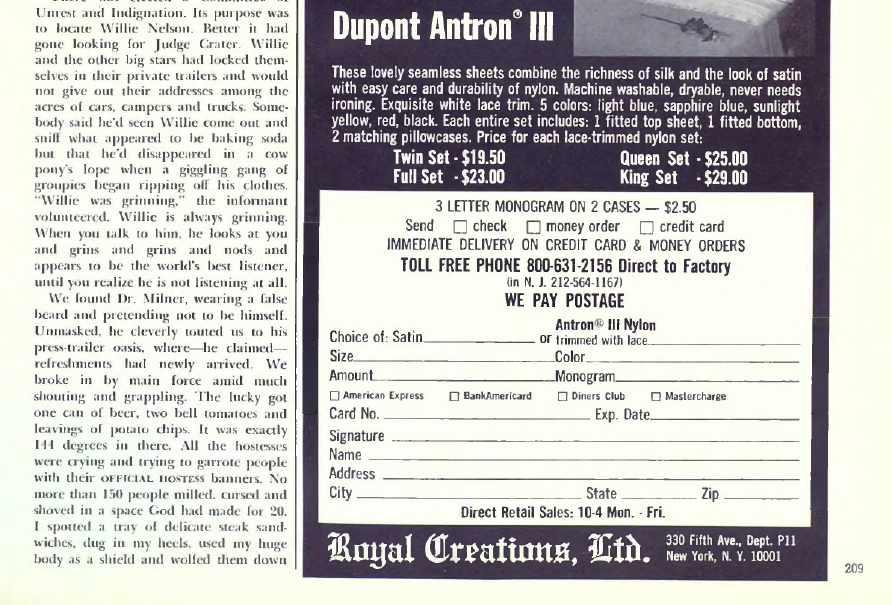 Unrest and Indignation. Its purpose was
to locate Willie Nelson. Better it had
gone looking for Judge Crater. Willie
and the other big stars had locked them-
selves in their private trailers and would
not give out their addresses among the
acres of cars, campers and trucks. Some-
body said he'd seen Willie come out and
sniff what appeared to be baking soda
but that he'd disappeared in a cow
pony's lope when a giggling gang of
groupies began ripping off his clothes.
"Willie was grinning," the informant
volunteered. Willie is always grinning.
When you talk to him, he looks at you
and grins and grins and nods and
appears to be the world's best listener,
until you realize he is not listening at all.
We found Dr. Milner, wearing a false
beard and pretending not to be himself.
Unmasked, he cleverly touted us to his
press-trailer oasis, where—he claimed—
refreshments had newly arrived. We
broke in by main force amid much
shouting and grappling. The lucky got
one can of beer, two bell tomatoes and
leavings of potato chips. It was exactly
144 degrees in there. All the hostesses
were crying and trying to garrote people
with their OFFICIAL HOSTESS banners. No
more than 150 people milled, cursed and
shoved in a space God had made for 20.
I spotted a tray of delicate steak sand-
wiches, dug in my heels, used my huge
body as a shield and wolfed them down
Dupont Antron® III
These lovely seamless sheets combine the richness of silk and the look of satin
with easy care and durability of nylon. Machine washable, dryable, never needs
ironing. Exquisite white lace trim. 5 colors: light blue, sapphire blue, sunlight
yellow, red, black. Each entire set includes: 1 fitted top sheet, 1 fitted bottom,
2 matching pillowcases. Price for each lace-trimmed nylon set:
Twin Set - $19.50 Queen Set - $25.00
Full Set - $23.00 King Set - $29.00
3 LETTER MONOGRAM ON 2 CASES — $2.50
Send □ check □ money order □ credit card
IMMEDIATE DELIVERY ON CREDIT CARD & MONEY ORDERS
TOLL FREE PHONE 800-631-2156 Direct to Factory
(in N. J. 212-564-1167)
WE PAY POSTAGE
Antron® III Nylon
Choice of: Satin or trimmed with lace
Size Color
Amount Monogram
□ American Express □ BankAmericard □ Diners Club □ Mastercharge
Card No. Exp. Date
Signature
Name
Address
City State Zip
Direct Retail Sales: 10-4 Mon. - Fri.
Royal Creations, Ltd.
330 Fifth Ave., Dept. P11
New York, N. Y. 10001
209